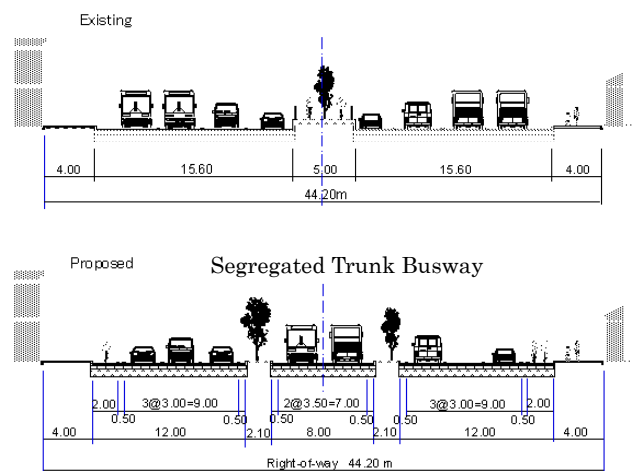 Existing
4.00 15.60 5.00 15.60 4.00
44.20m
Proposed Segregated Trunk Busway
2.00 3@3.00=9.00 2@3.50=7.00 3@3.00=9.00 2.00
0.50 0.50 0.50 0.50 0.50 0.50
4.00 12.00 2.10 8.00 2.10 12.00 4.00
Right-of-way 44.20 m